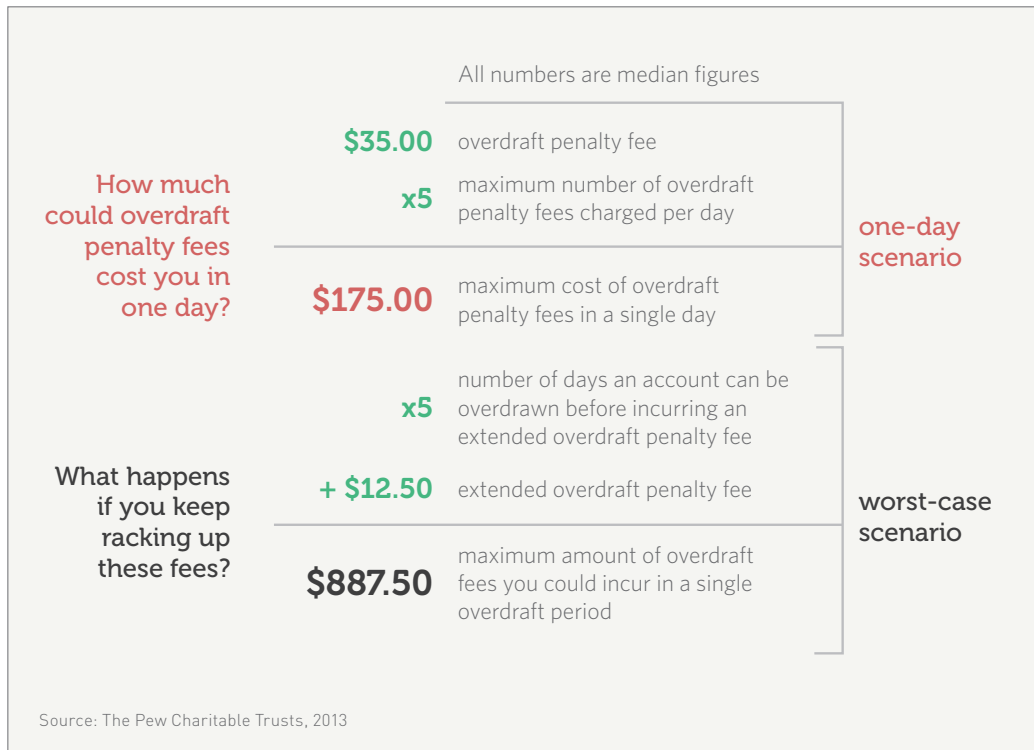 All numbers are median figures
How much
could overdraft
penalty fees
cost you in
one day?
$35.00 overdraft penalty fee
x5 maximum number of overdraft
penalty fees charged per day
$175.00 maximum cost of overdraft
penalty fees in a single day
one-day
scenario
What happens
if you keep
racking up
these fees?
x5 number of days an account can be
overdrawn before incurring an
extended overdraft penalty fee
+ $12.50 extended overdraft penalty fee
$887.50 maximum amount of overdraft
fees you could incur in a single
overdraft period
worst-case
scenario
Source: The Pew Charitable Trusts, 2013